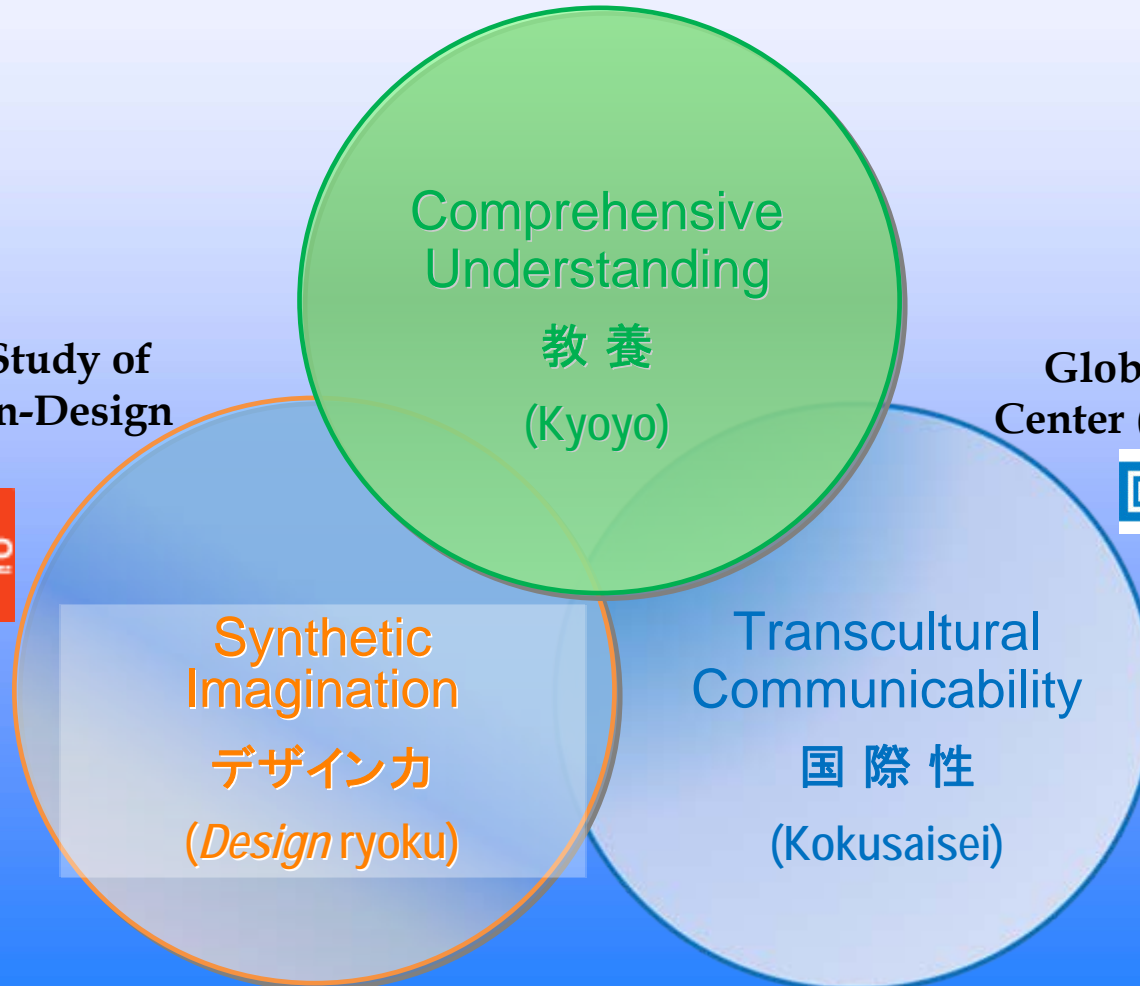 Comprehensive
Understanding
教 養
(Kyoyo)
Study of
n-Design
Glob
Center (
Synthetic
Imagination
デザイン力
(Design ryoku)
Transcultural
Communicability
国 際 性
(Kokusaisei)